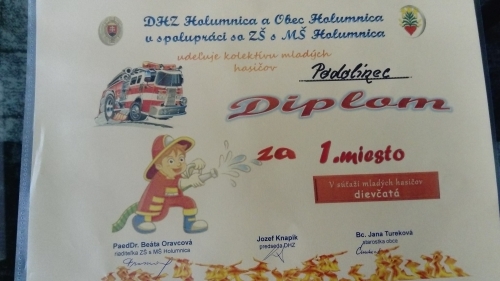 DHZ Holumnica a Obec Holumnica
v spolupráci so ZŠ s MŠ Holumnica
udeľuje kolektívu mladých
hasičov Podolínec
Diplom
za 1.miesto
V súťaži mladých hasičov
dievčatá
PaedDr. Beáta Oravcová
riaditeľka ZŠ s MŠ Holumnica
Jozef Knapik
predseda DHZ
Bc. Jana Tureková
starostka obce